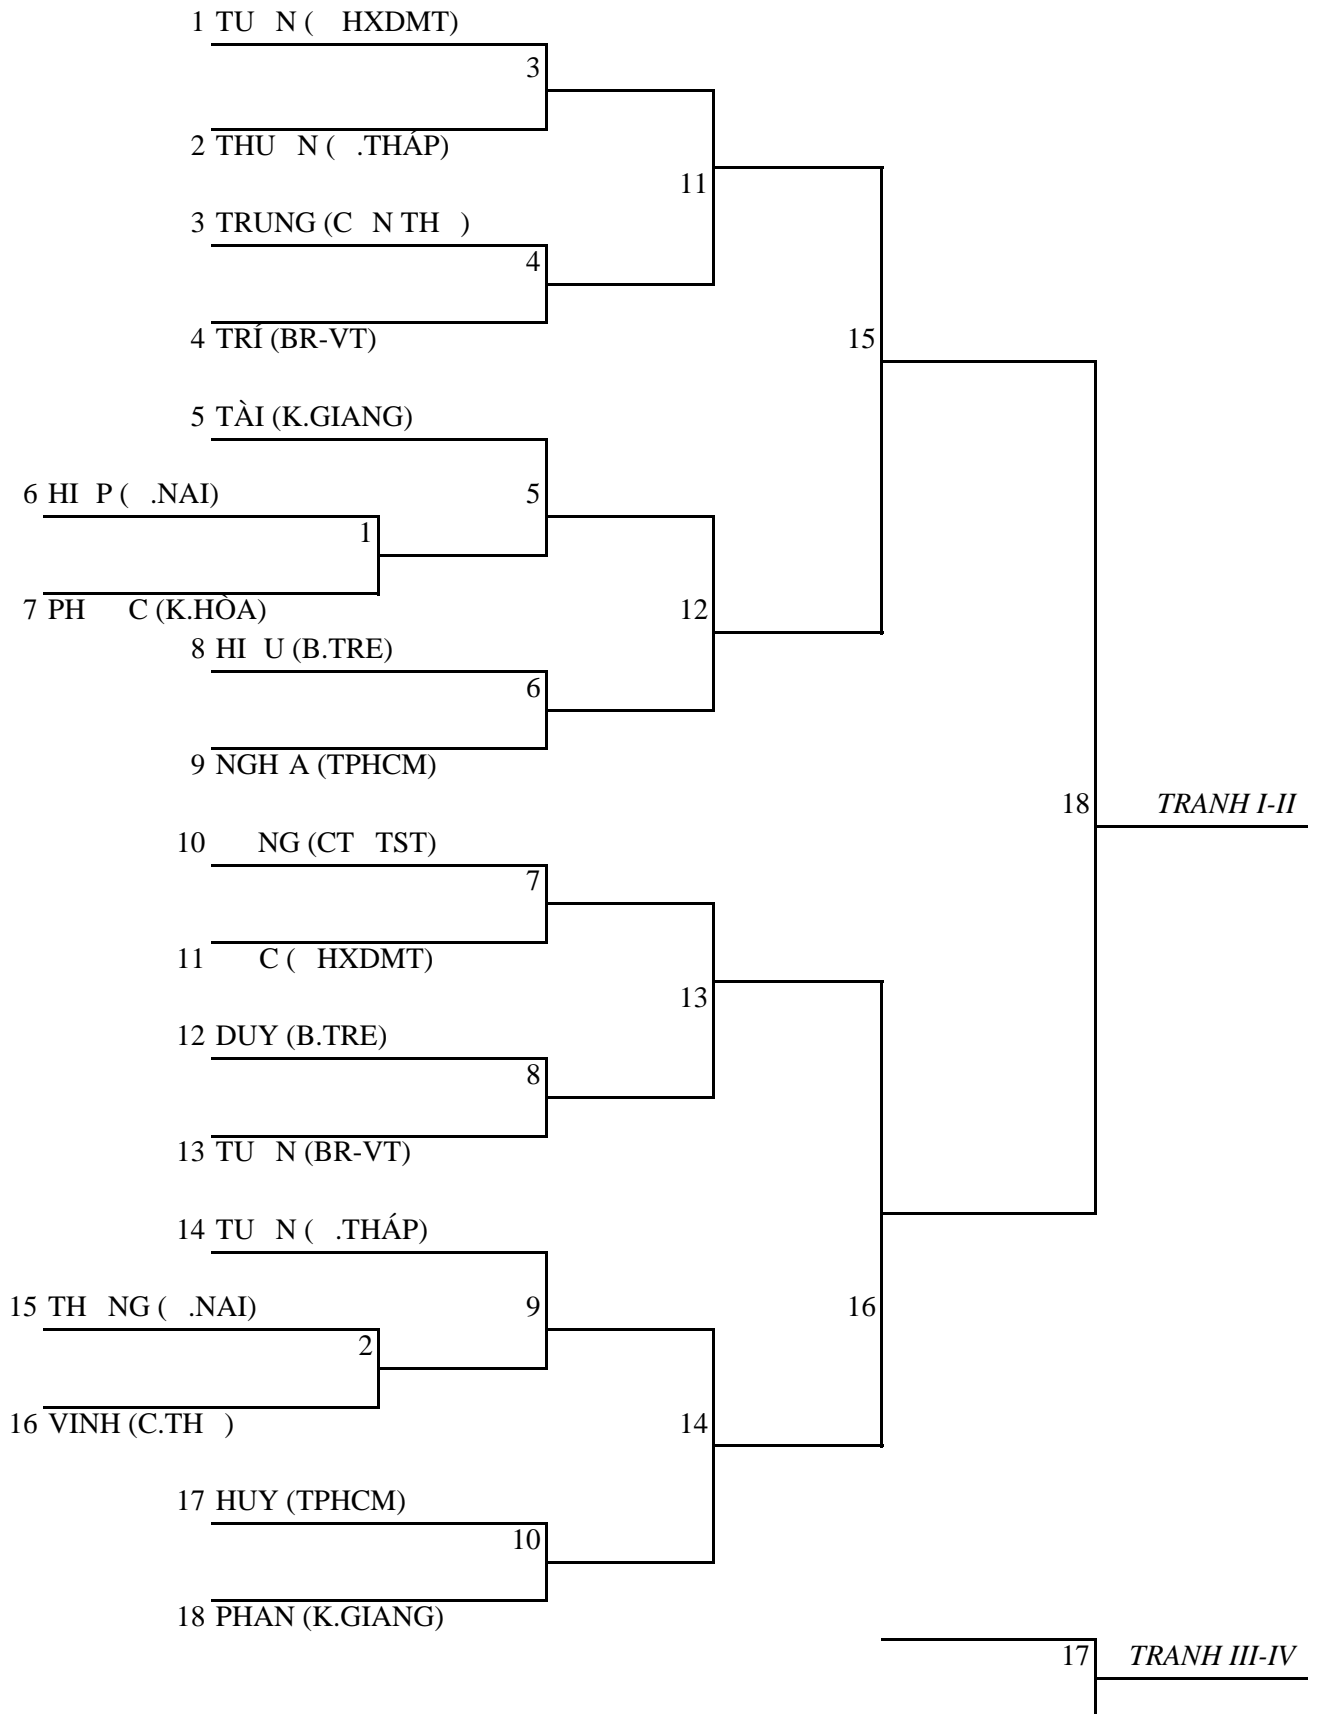 1 TU N ( HXDMT)
3
2 THU N ( .THÁP)
11
3 TRUNG (C N TH )
4
4 TRÍ (BR-VT)
15
5 TÀI (K.GIANG)
6 HI P ( .NAI)
5
1
7 PH C (K.HÒA)
12
8 HI U (B.TRE)
6
9 NGH A (TPHCM)
18 TRANH I-II
10 NG (CT TST)
7
11 C ( HXDMT)
13
12 DUY (B.TRE)
8
13 TU N (BR-VT)
14 TU N ( .THÁP)
15 TH NG ( .NAI)
9
16
2
16 VINH (C.TH )
14
17 HUY (TPHCM)
10
18 PHAN (K.GIANG)
17 TRANH III-IV